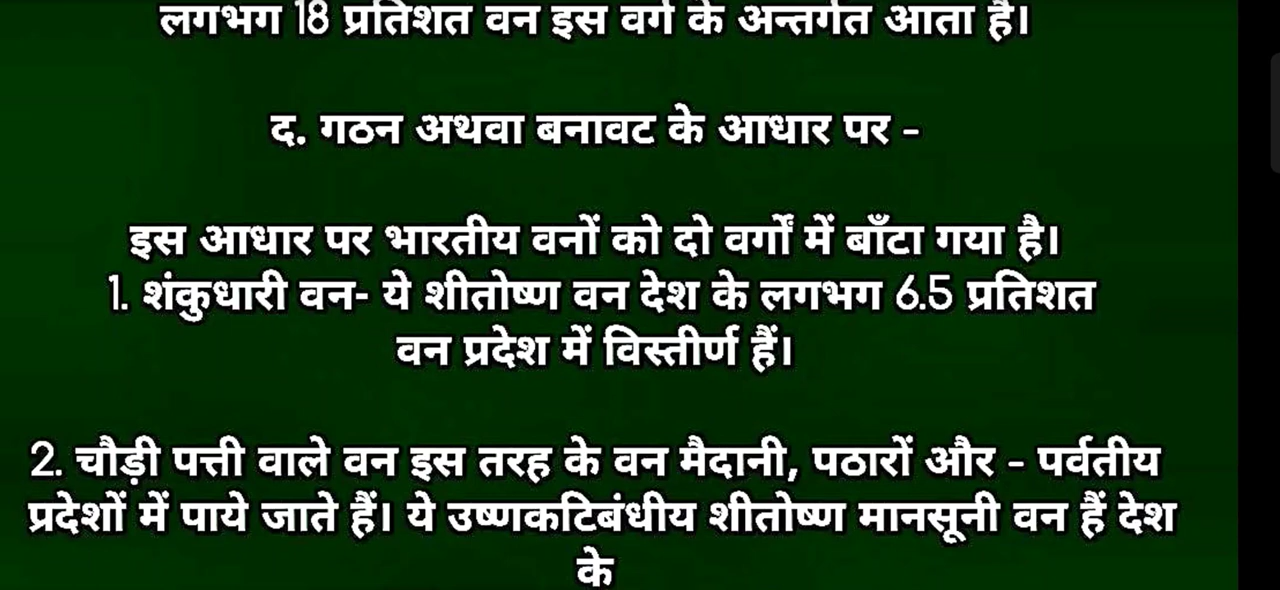 लगभग 18 प्रतिशत वन इस वर्ग के अन्तर्गत आता है।
द. गठन अथवा बनावट के आधार पर -
इस आधार पर भारतीय वनों को दो वर्गों में बाँटा गया है।
1. शंकुधारी वन- ये शीतोष्ण वन देश के लगभग 6.5 प्रतिशत
वन प्रदेश में विस्तीर्ण हैं।
2. चौड़ी पत्ती वाले वन इस तरह के वन मैदानी, पठारों और - पर्वतीय
प्रदेशों में पाये जाते हैं। ये उष्णकटिबंधीय शीतोष्ण मानसूनी वन हैं देश
के